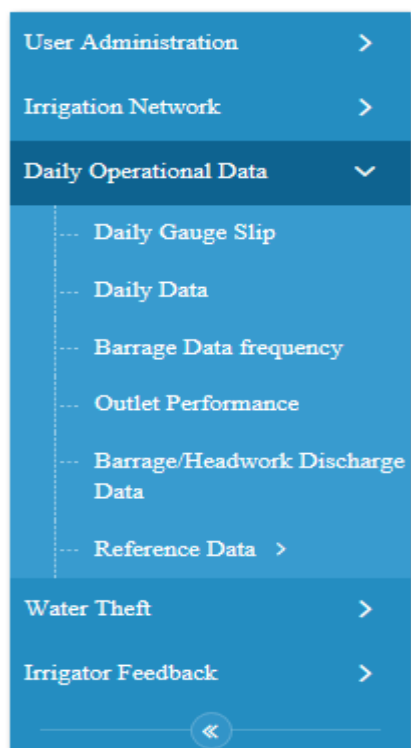 User Administration
Irrigation Network
Daily Operational Data
Daily Gauge Slip
Daily Data
Barrage Data frequency
Outlet Performance
Barrage/Headwork Discharge
Data
Reference Data
Water Theft
Irrigator Feedback